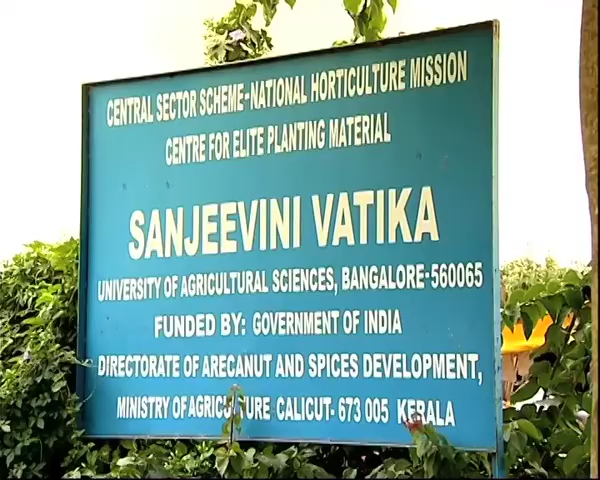 CENTRAL SECTOR SCHEME-NATIONAL HORTICULTURE MISSION
CENTRE FOR ELITE PLANTING MATERIAL
SANJEEVINI VATIKA
UNIVERSITY OF AGRICULTURAL SCIENCES, BANGALORE-560065
FUNDED BY: GOVERNMENT OF INDIA
DIRECTORATE OF ARECANUT AND SPICES DEVELOPMENT,
MINISTRY OF AGRICULTURE CALICUT- 673 005 KERALA